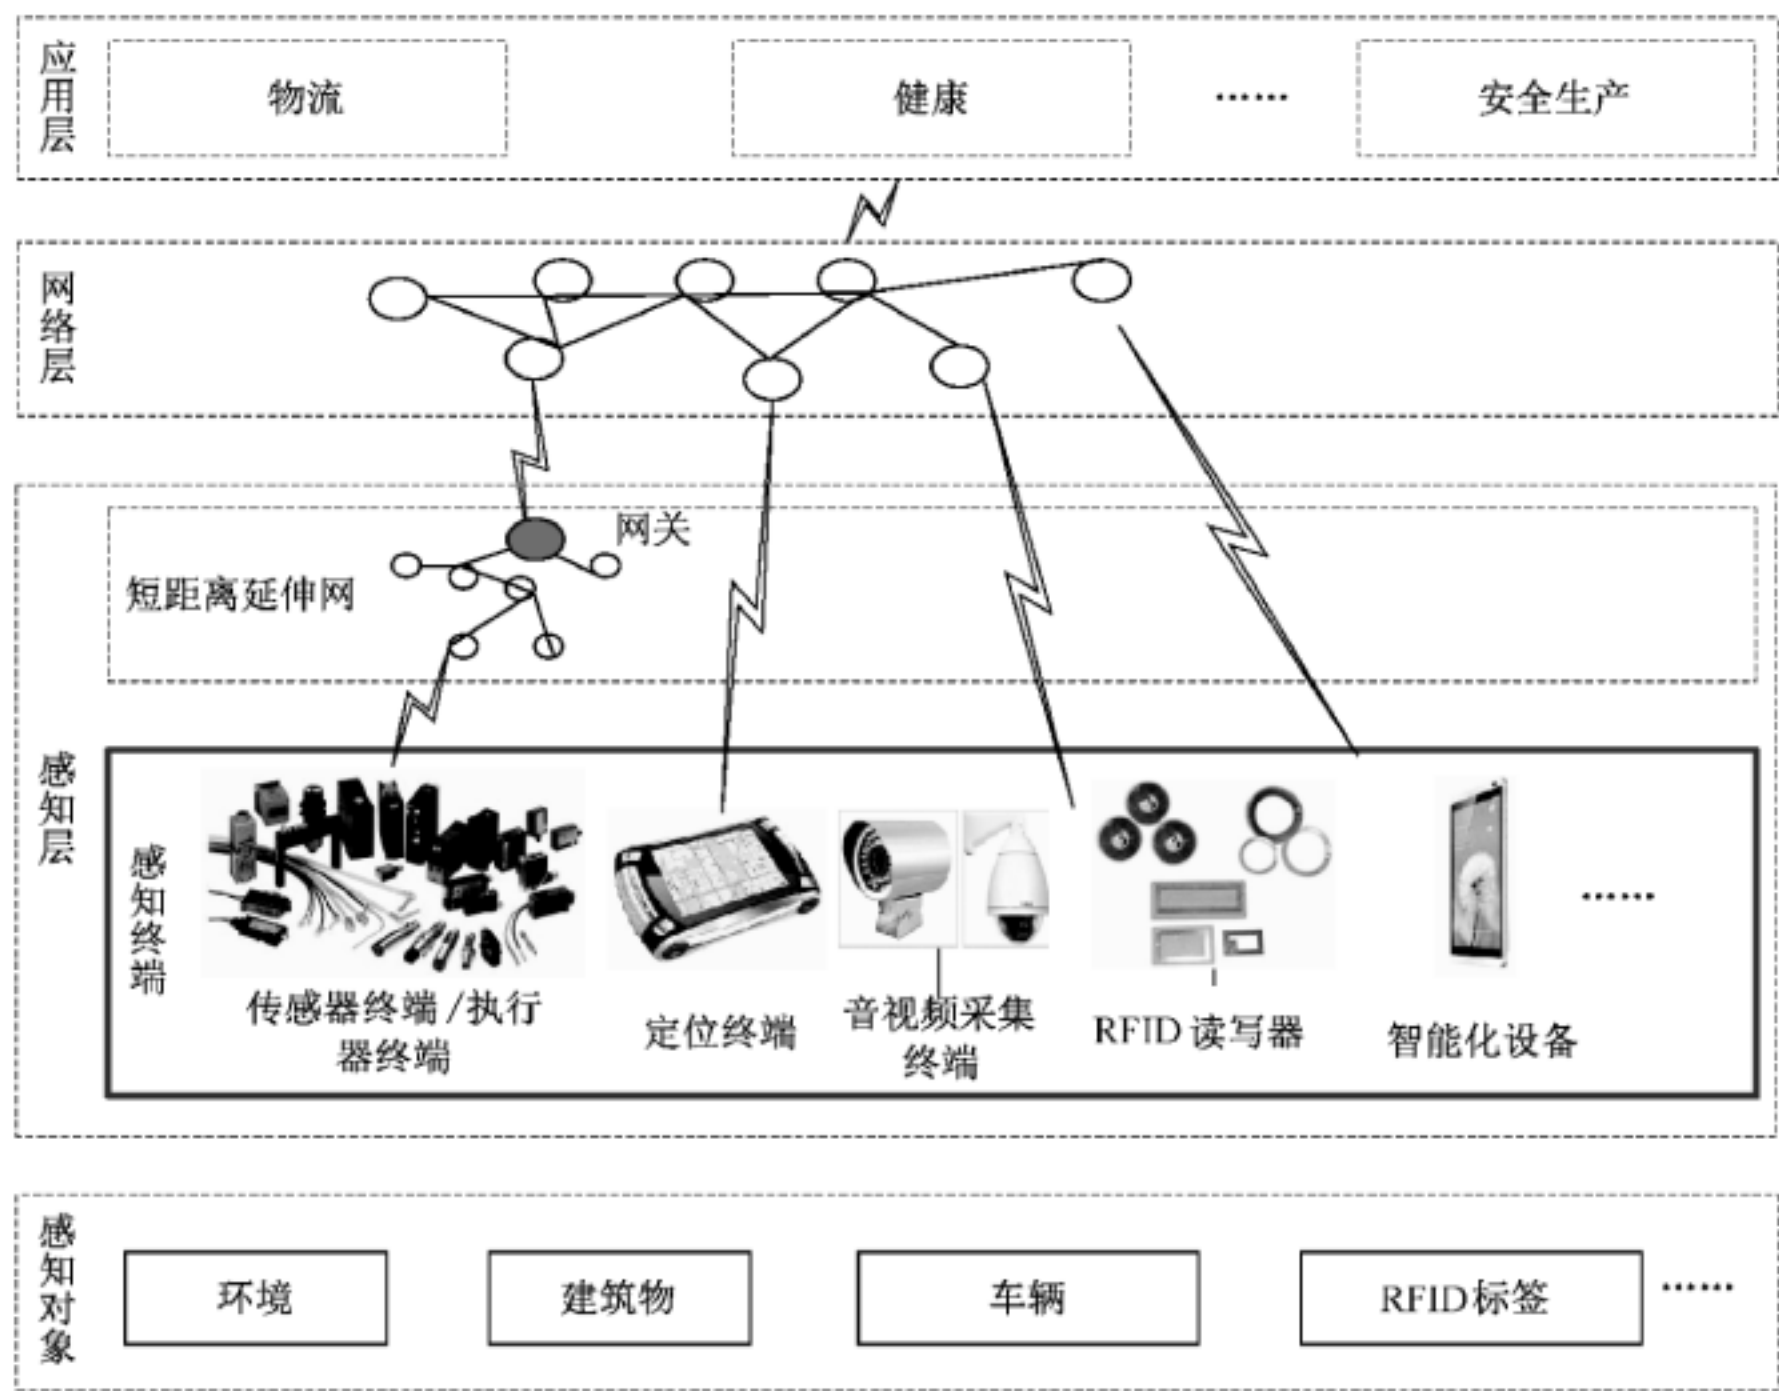 应用层
物流
健康
……
安全生产
网络层
网关
短距离延伸网
感知层
感知终端
……
传感器终端/执行
器终端
定位终端
音视频采集
终端
RFID读写器
智能化设备
感知对象
环境
建筑物
车辆
RFID标签
……